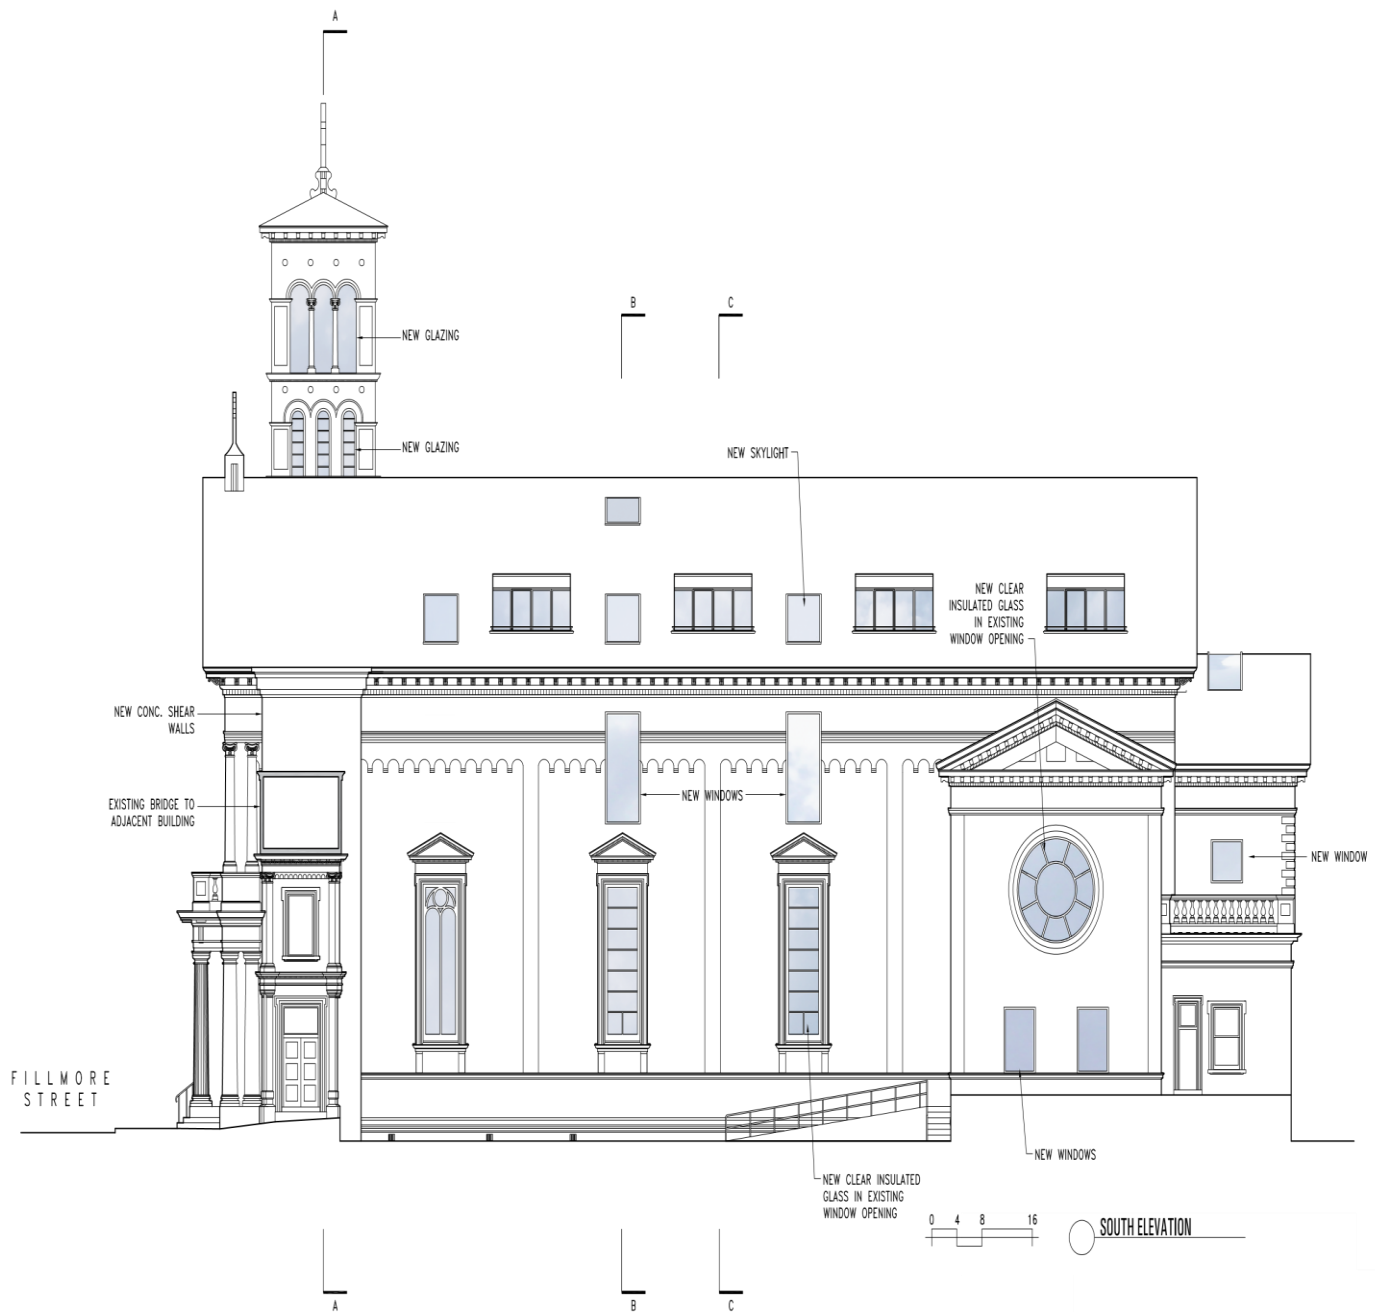 A
B
C
NEW GLAZING
NEW GLAZING
NEW SKYLIGHT
NEW CLEAR
INSULATED GLASS
IN EXISTING
WINDOW OPENING
NEW CONC. SHEAR
WALLS
EXISTING BRIDGE TO
ADJACENT BUILDING
NEW WINDOWS
NEW WINDOW
FILLMORE
STREET
NEW WINDOWS
NEW CLEAR INSULATED
GLASS IN EXISTING
WINDOW OPENING
0 4 8 16
SOUTH ELEVATION
A
B
C